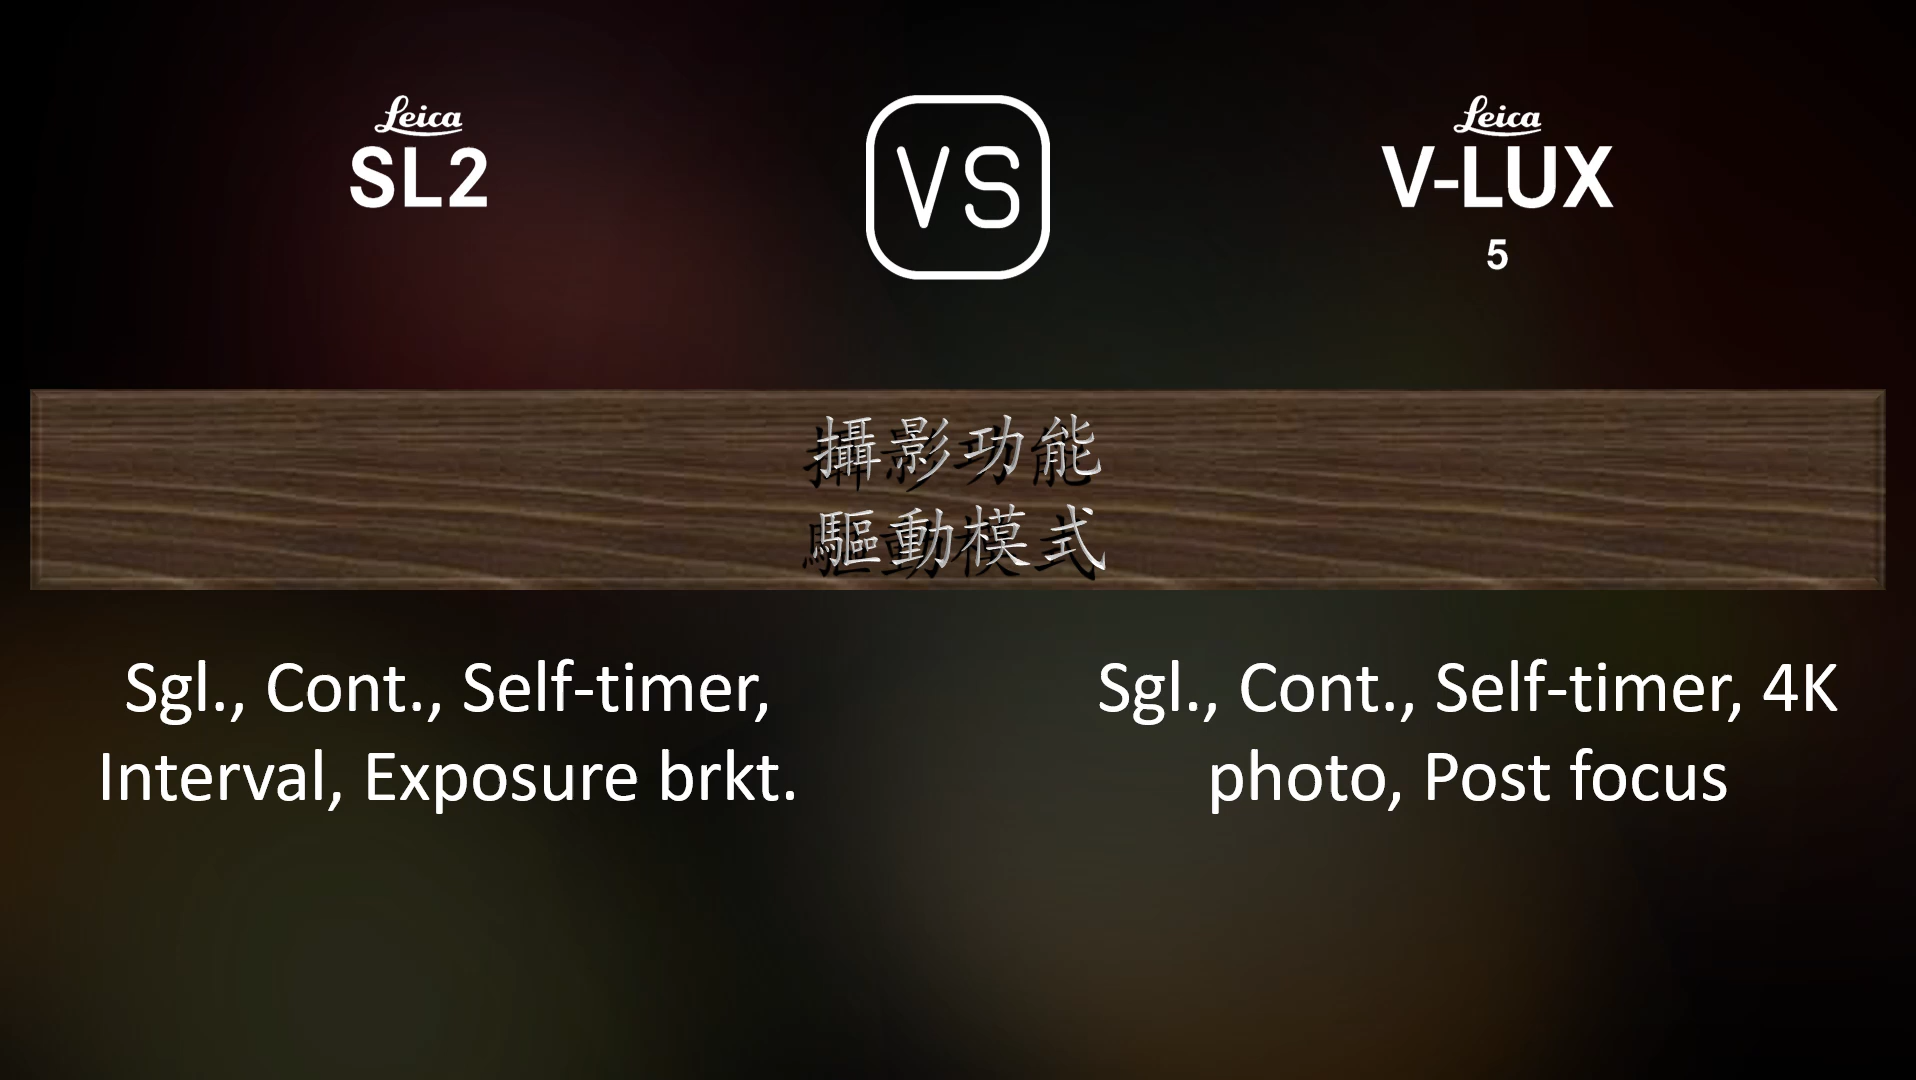 Leica
SL2
VS
Leica
V-LUX
5
攝影功能
驅動模式
Sgl., Cont., Self-timer,
Interval, Exposure brkt.
Sgl., Cont., Self-timer, 4K
photo, Post focus